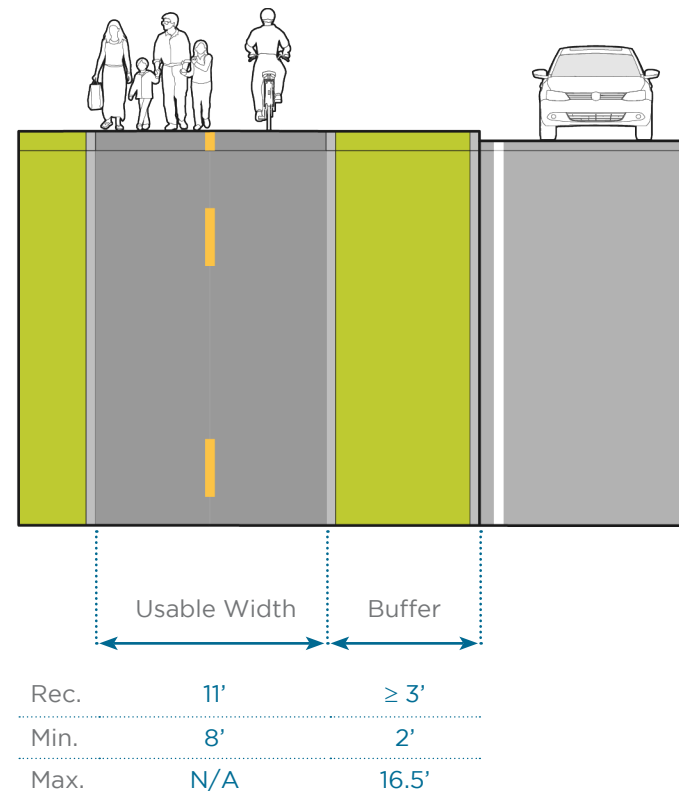 Usable Width Buffer
Rec. 11’ ≥ 3’
Min. 8’ 2’
Max. N/A 16.5’